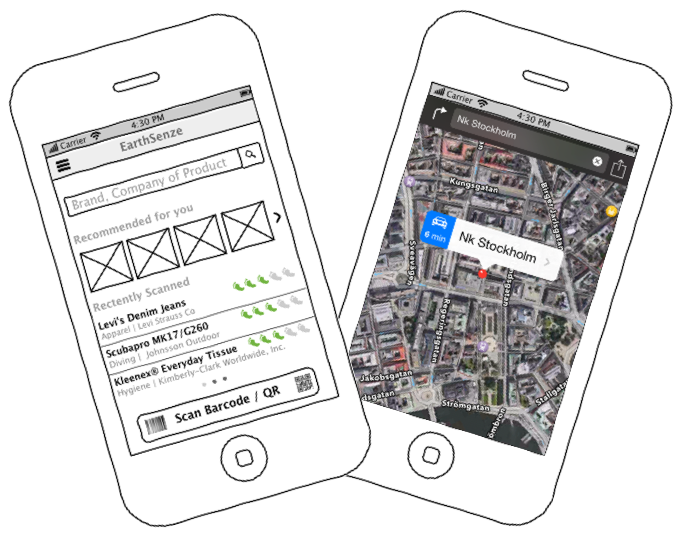 Carrier
4:30 PM
EarthSenze
Brand, Company of Product
Recommended for you
Rectently Scanned
Levi's Denim Jeans
Apparel | Levi Strauss Co
Scubapro MK17/G260
Diving | Johnsson Outdoor
Kleenex® Everyday Tissue
Hygiene | Kimberly-Clark Worldwide, Inc.
Scan Barcode / QR
Carrier
4:30 PM
Nk Stockholm
Kungsgatan
Birger Jarlsgatan
6 min
Nk Stockholm
Sveavägen
Regeringsgatan
Jakobsgatan
Strömgatan